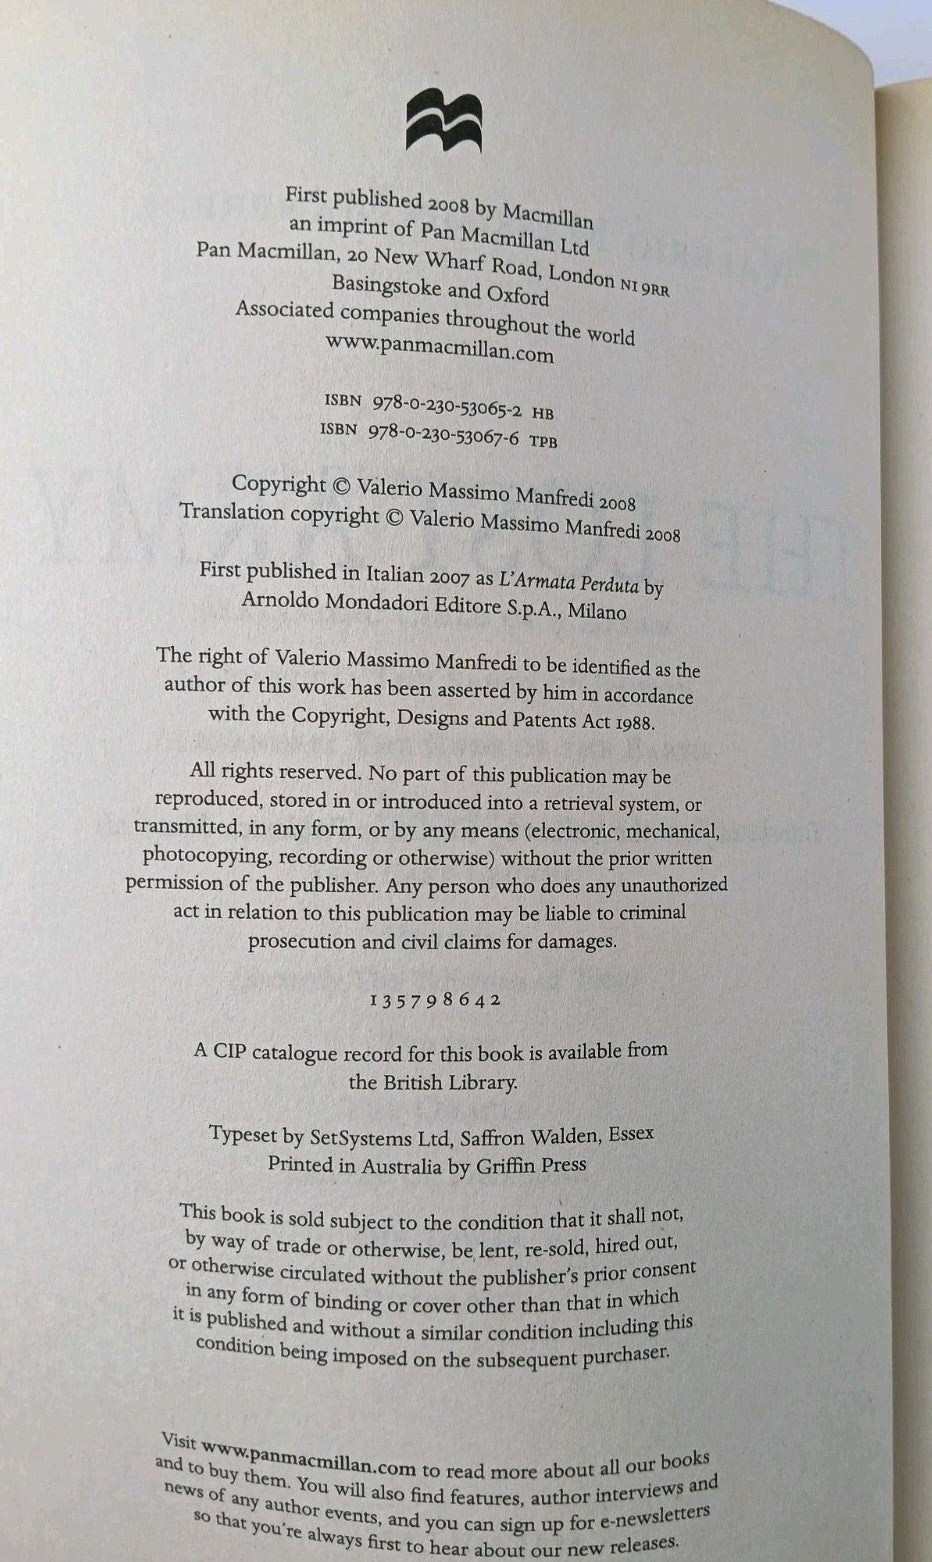 First published 2008 by Macmillan
an imprint of Pan Macmillan Ltd
Pan Macmillan, 20 New Wharf Road, London N1 9RR
Basingstoke and Oxford
Associated companies throughout the world
www.panmacmillan.com
ISBN 978-0-230-53065-2 HB
ISBN 978-0-230-53067-6 TPB
Copyright © Valerio Massimo Manfredi 2008
Translation copyright © Valerio Massimo Manfredi 2008
First published in Italian 2007 as L'Armata Perduta by
Arnoldo Mondadori Editore S.p.A., Milano
The right of Valerio Massimo Manfredi to be identified as the
author of this work has been asserted by him in accordance
with the Copyright, Designs and Patents Act 1988.
All rights reserved. No part of this publication may be
reproduced, stored in or introduced into a retrieval system, or
transmitted, in any form, or by any means (electronic, mechanical,
photocopying, recording or otherwise) without the prior written
permission of the publisher. Any person who does any unauthorized
act in relation to this publication may be liable to criminal
prosecution and civil claims for damages.
1 3 5 7 9 8 6 4 2
A CIP catalogue record for this book is available from
the British Library.
Typeset by SetSystems Ltd, Saffron Walden, Essex
Printed in Australia by Griffin Press
This book is sold subject to the condition that it shall not,
by way of trade or otherwise, be lent, re-sold, hired out,
or otherwise circulated without the publisher's prior consent
in any form of binding or cover other than that in which
it is published and without a similar condition including this
condition being imposed on the subsequent purchaser.
Visit www.panmacmillan.com to read more about all our books
and to buy them. You will also find features, author interviews and
news of any author events, and you can sign up for e-newsletters
so that you're always first to hear about our new releases.